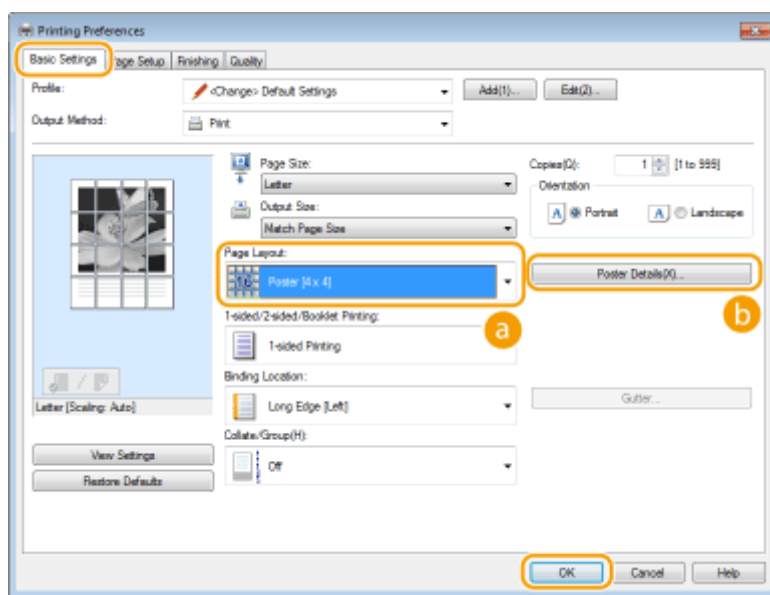 Printing Preferences
Basic Settings Page Setup Finishing Quality
Profile: <Change> Default Settings Add(1)... Edit(2)...
Output Method: Print
Page Size:
Letter
Output Size:
Match Page Size
Copies(Q): 1 [1 to 999]
Orientation
A Portrait A Landscape
Page Layout:
16 Poster [4 x 4]
a
Poster Details(X)...
b
1-sided/2-sided/Booklet Printing:
1-sided Printing
Binding Location:
Long Edge [Left]
Gutter...
Letter [Scaling: Auto]
Collate/Group(H):
Off
View Settings
Restore Defaults
OK Cancel Help